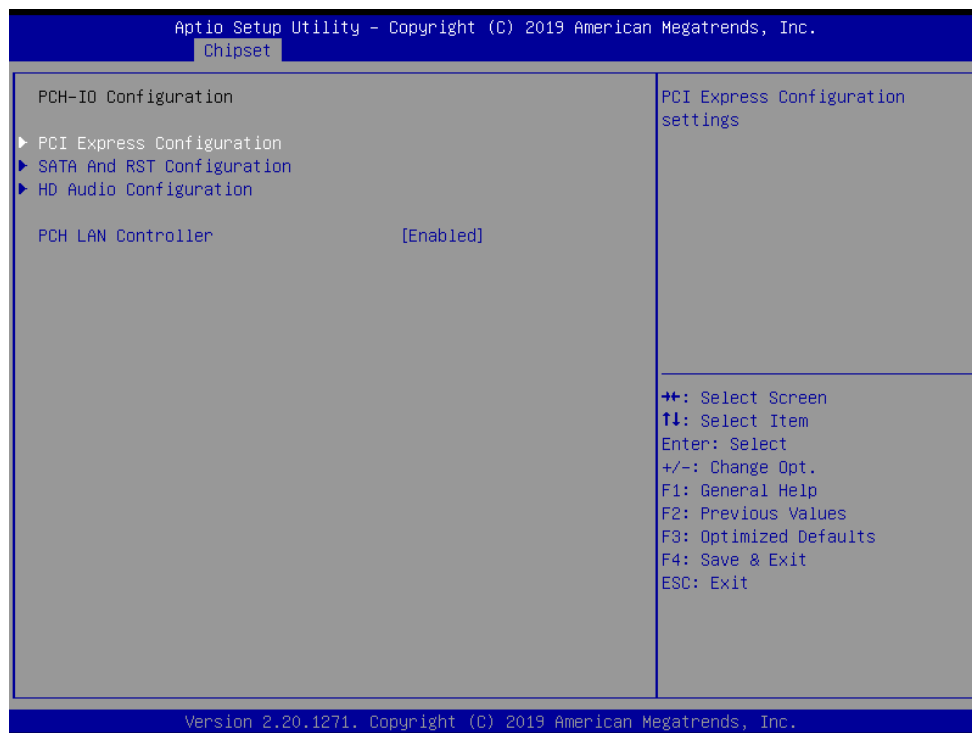 Aptio Setup Utility – Copyright (C) 2019 American Megatrends, Inc.
Chipset
PCH-IO Configuration
PCI Express Configuration
SATA And RST Configuration
HD Audio Configuration
PCH LAN Controller [Enabled]
PCI Express Configuration
settings
→←: Select Screen
↑↓: Select Item
Enter: Select
+/-: Change Opt.
F1: General Help
F2: Previous Values
F3: Optimized Defaults
F4: Save & Exit
ESC: Exit
Version 2.20.1271. Copyright (C) 2019 American Megatrends, Inc.